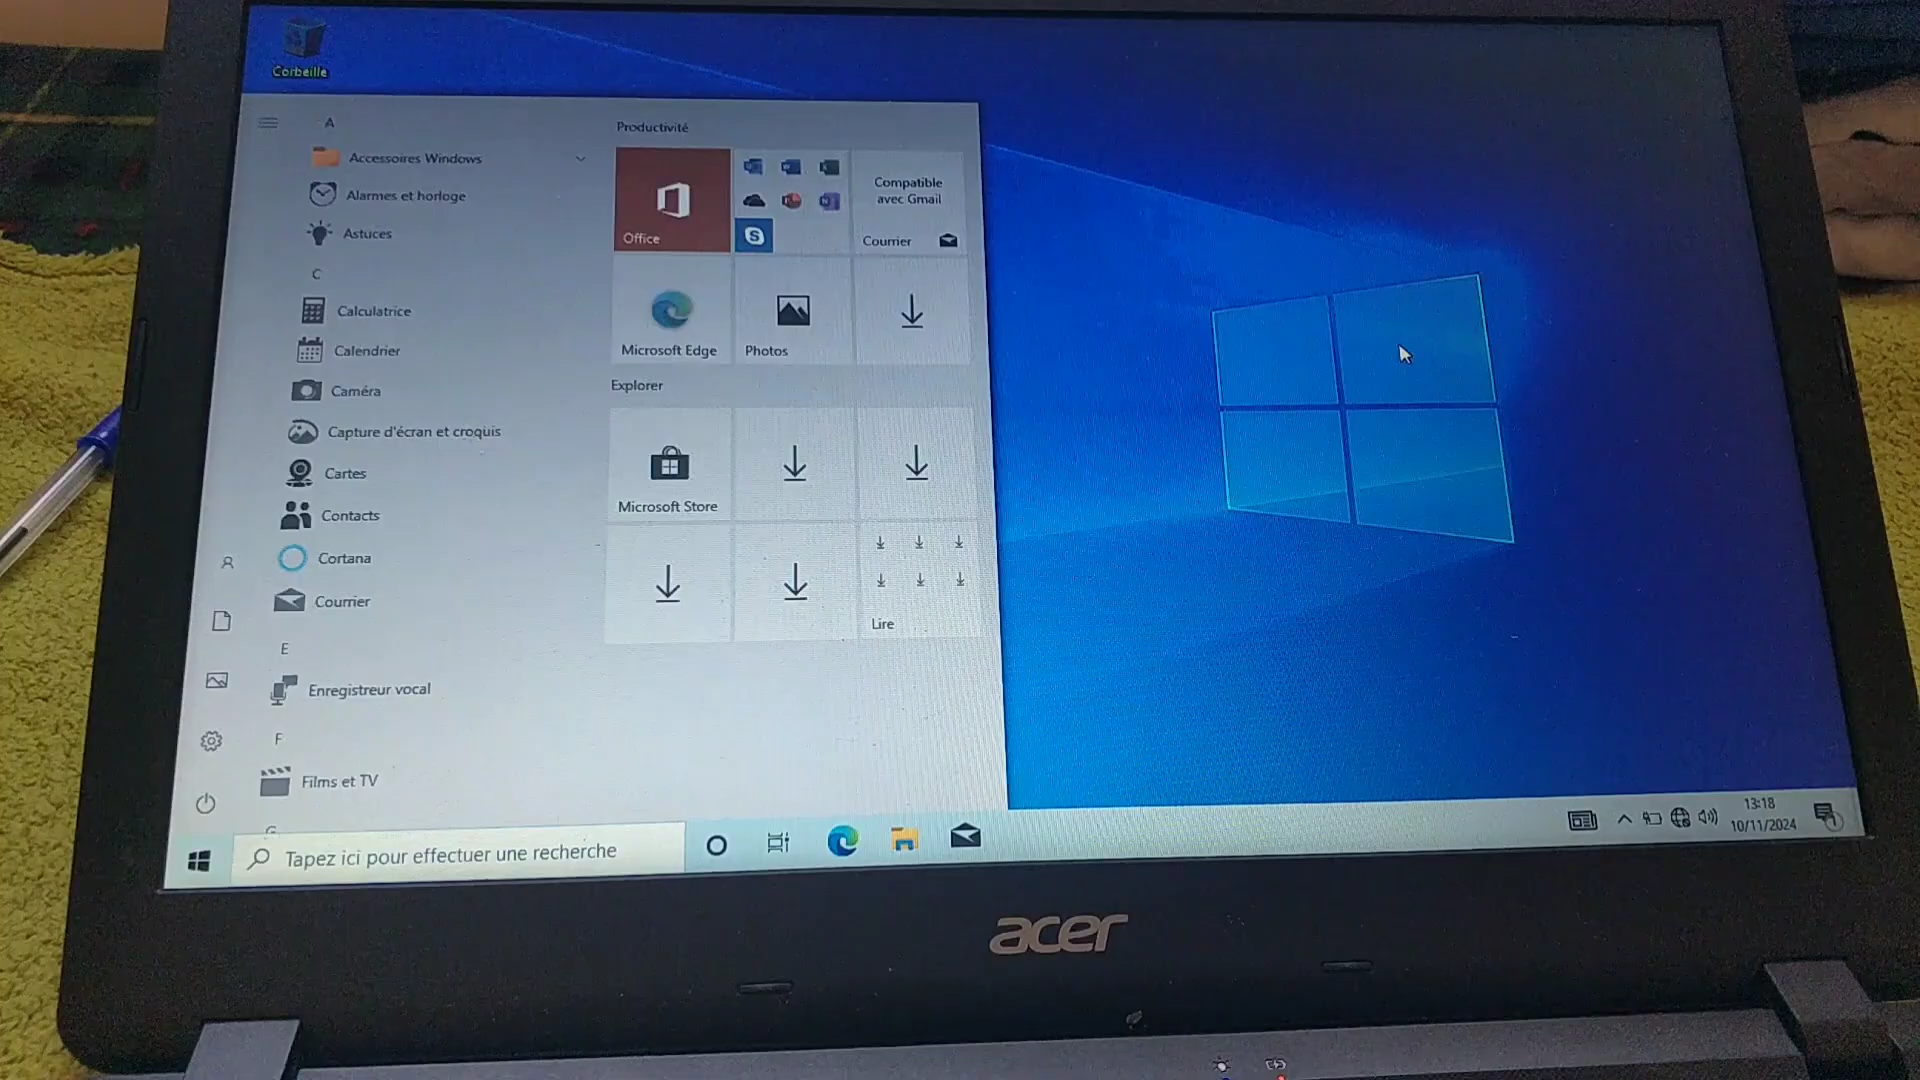 Corbeille
A
Accessoires Windows
Alarmes et horloge
Astuces
C
Calculatrice
Calendrier
Caméra
Capture d'écran et croquis
Cartes
Contacts
Cortana
Courrier
E
Enregistreur vocal
F
Films et TV
Productivité
Office
Compatible
avec Gmail
Courrier
Microsoft Edge
Photos
Explorer
Microsoft Store
Lire
Tapez ici pour effectuer une recherche
13:18
10/11/2024
1
acer